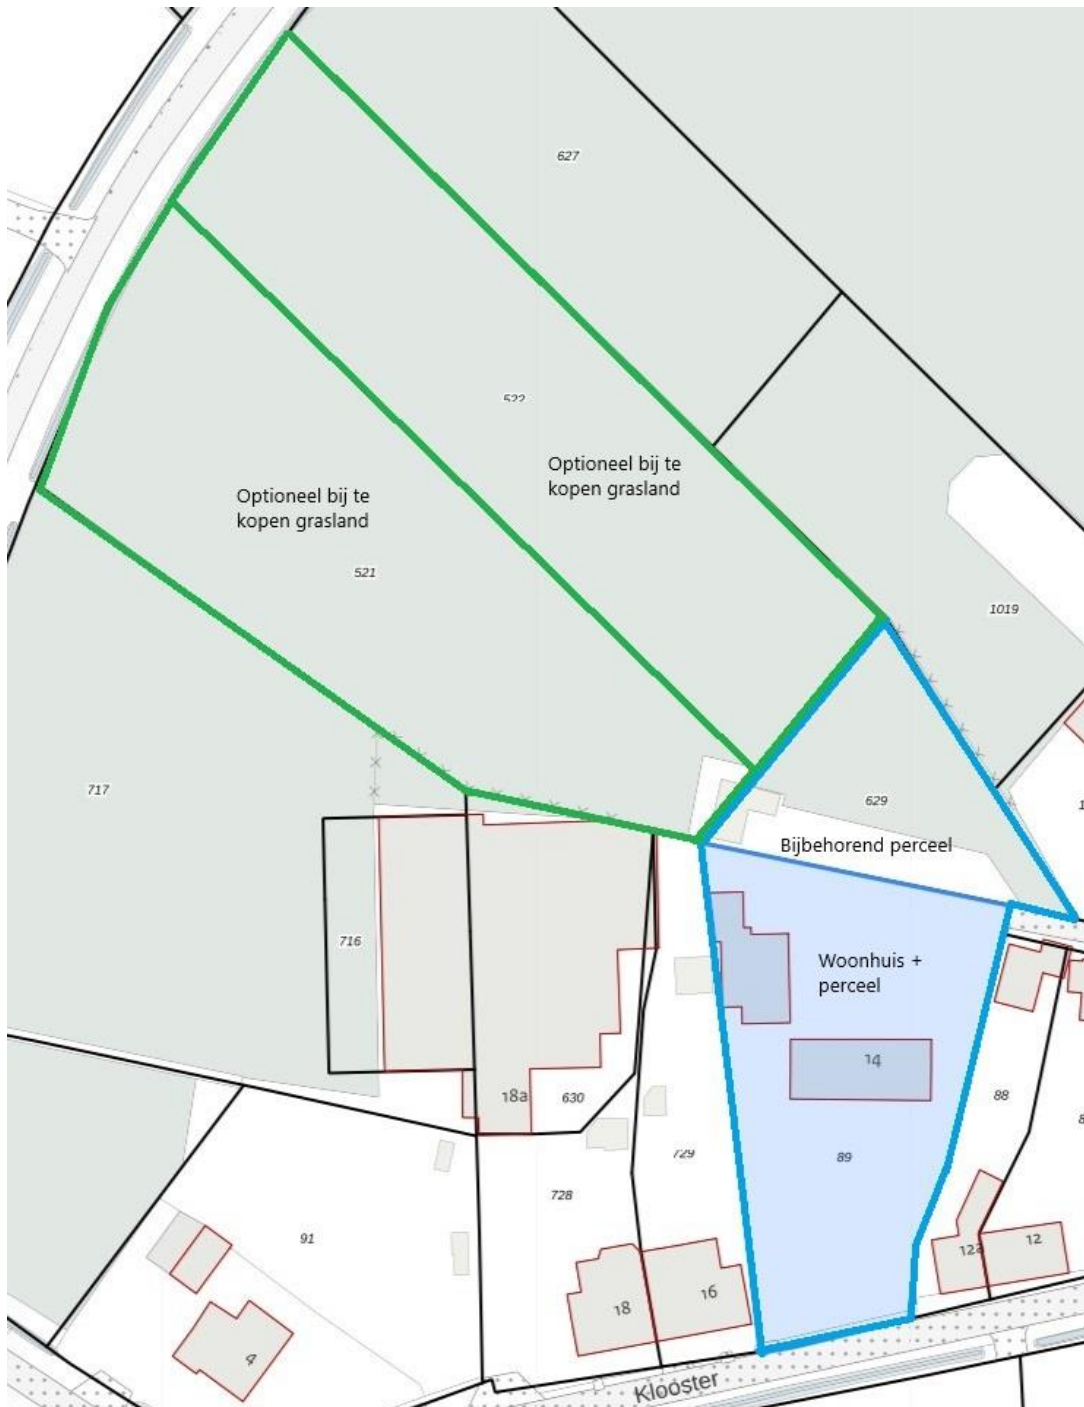 627
522
Optioneel bij te
kopen grasland
Optioneel bij te
kopen grasland
521
1019
717
629
Bijbehorend perceel
716
Woonhuis +
perceel
14
18a
630
88
729
89
728
91
12a
12
16
18
4
Klooster